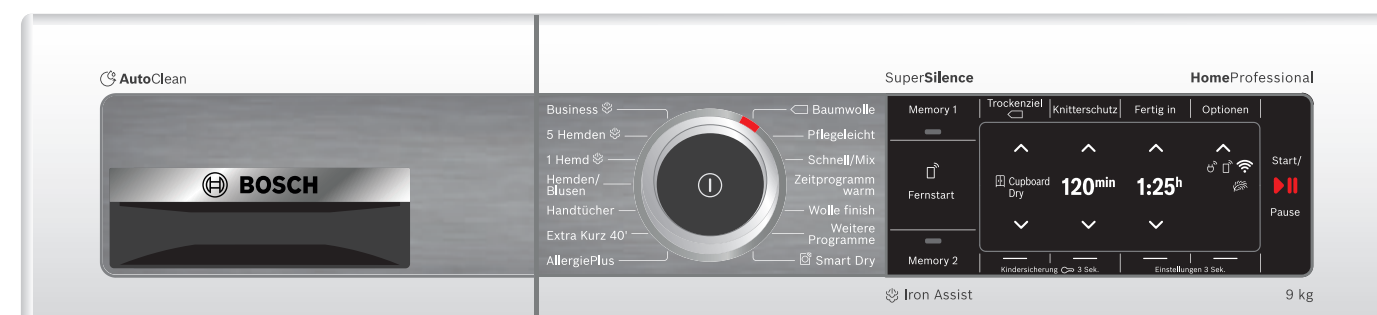 AutoClean
SuperSilence
HomeProfessional
BOSCH
Business
5 Hemden
1 Hemd
Hemden/
Blusen
Handtücher
Extra Kurz 40'
AllergiePlus
Baumwolle
Pflegeleicht
Schnell/Mix
Zeitprogramm
warm
Wolle finish
Weitere
Programme
Smart Dry
Memory 1
Fernstart
Memory 2
Trockenziel
Knitterschutz
Fertig in
Optionen
Cupboard
Dry
120min
1:25h
Kindersicherung 3 Sek.
Einstellungen 3 Sek.
Start/
Pause
Iron Assist
9 kg